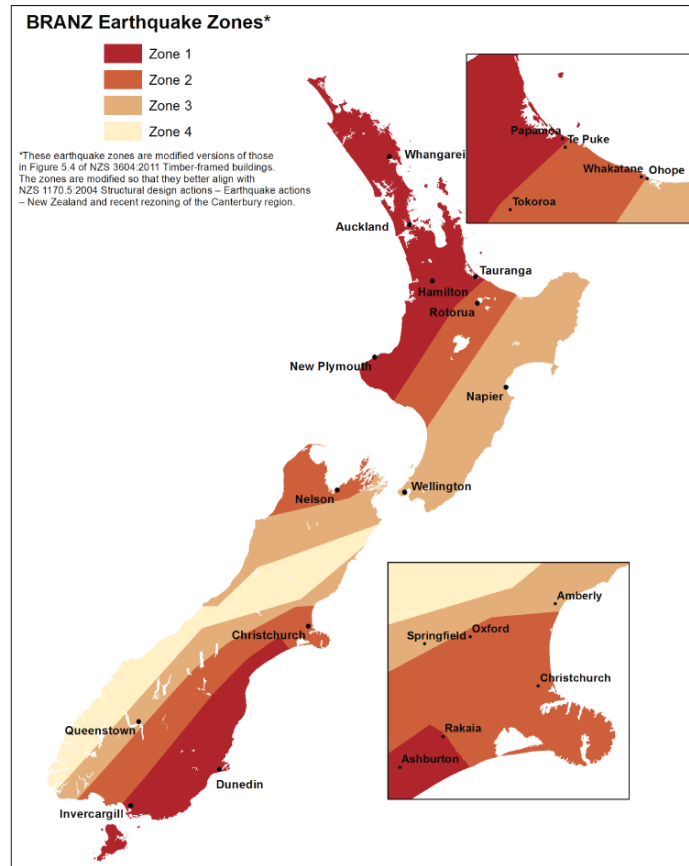 BRANZ Earthquake Zones*
Zone 1
Zone 2
Zone 3
Zone 4
*These earthquake zones are modified versions of those
in Figure 5.4 of NZS 3604:2011 Timber-framed buildings.
The zones are modified so that they better align with
NZS 1170.5:2004 Structural design actions – Earthquake actions
– New Zealand and recent rezoning of the Canterbury region.
Papamoa
Te Puke
Whakatane
Ohope
Tokoroa
Whangarei
Auckland
Tauranga
Hamilton
Rotorua
New Plymouth
Napier
Wellington
Nelson
Christchurch
Queenstown
Dunedin
Invercargill
Amberly
Oxford
Springfield
Christchurch
Rakaia
Ashburton